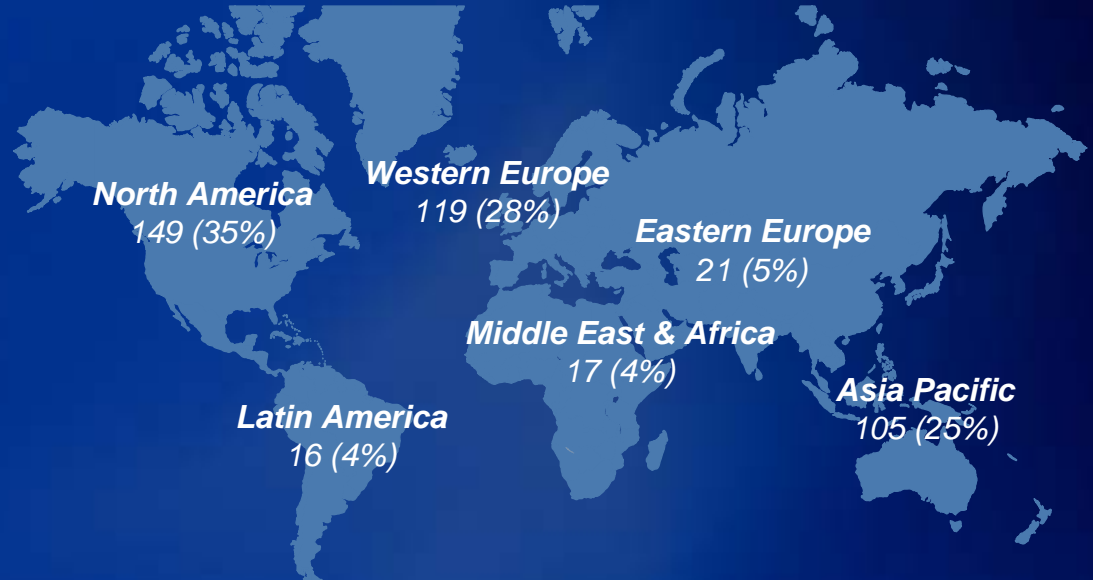 Western Europe
119 (28%)
North America
149 (35%)
Eastern Europe
21 (5%)
Middle East & Africa
17 (4%)
Asia Pacific
105 (25%)
Latin America
16 (4%)